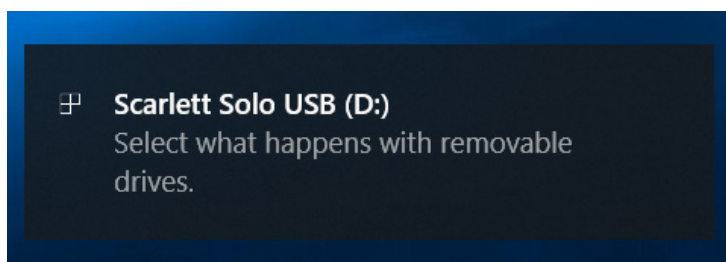 Scarlett Solo USB (D:)
Select what happens with removable
drives.